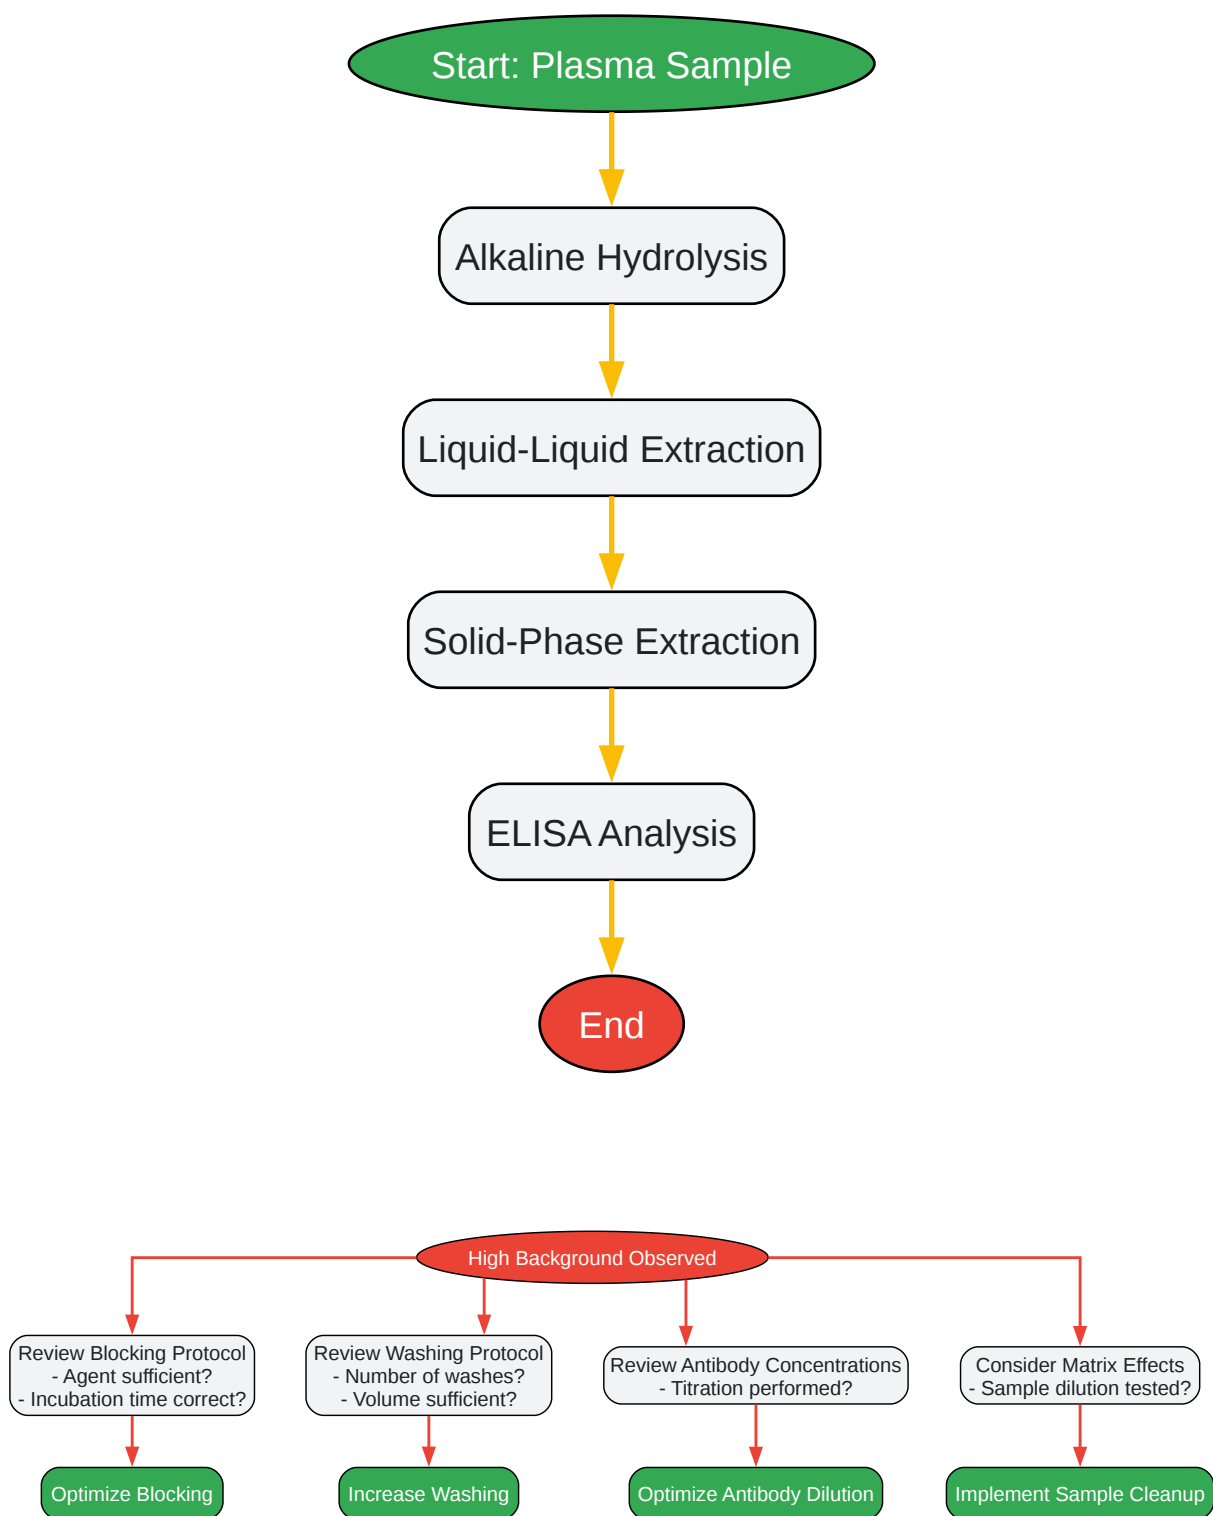 Start: Plasma Sample
Alkaline Hydrolysis
Liquid-Liquid Extraction
Solid-Phase Extraction
ELISA Analysis
End
High Background Observed
Review Blocking Protocol
- Agent sufficient?
- Incubation time correct?
Review Washing Protocol
- Number of washes?
- Volume sufficient?
Review Antibody Concentrations
- Titration performed?
Consider Matrix Effects
- Sample dilution tested?
Optimize Blocking
Increase Washing
Optimize Antibody Dilution
Implement Sample Cleanup